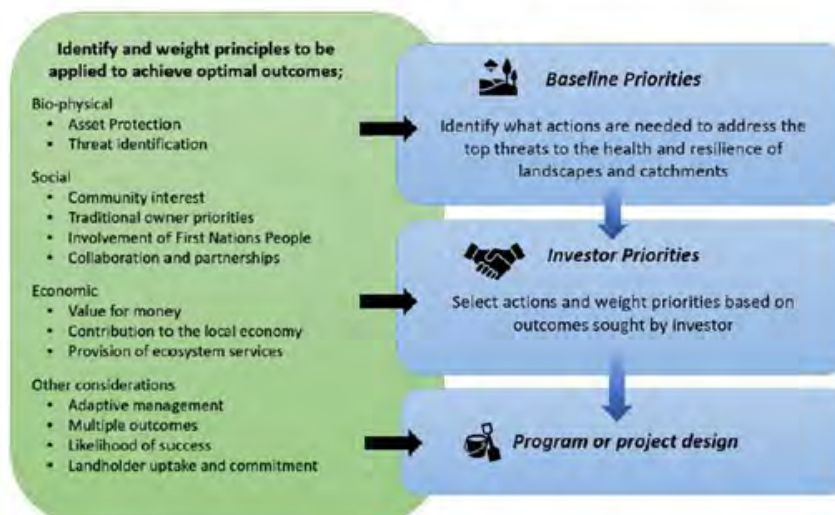 Identify and weight principles to be
applied to achieve optimal outcomes;
Bio-physical
• Asset Protection
• Threat identification
Social
• Community interest
• Traditional owner priorities
• Involvement of First Nations People
• Collaboration and partnerships
Economic
• Value for money
• Contribution to the local economy
• Provision of ecosystem services
Other considerations
• Adaptive management
• Multiple outcomes
• Likelihood of success
• Landholder uptake and commitment
Baseline Priorities
Identify what actions are needed to address the
top threats to the health and resilience of
landscapes and catchments
Investor Priorities
Select actions and weight priorities based on
outcomes sought by investor
Program or project design